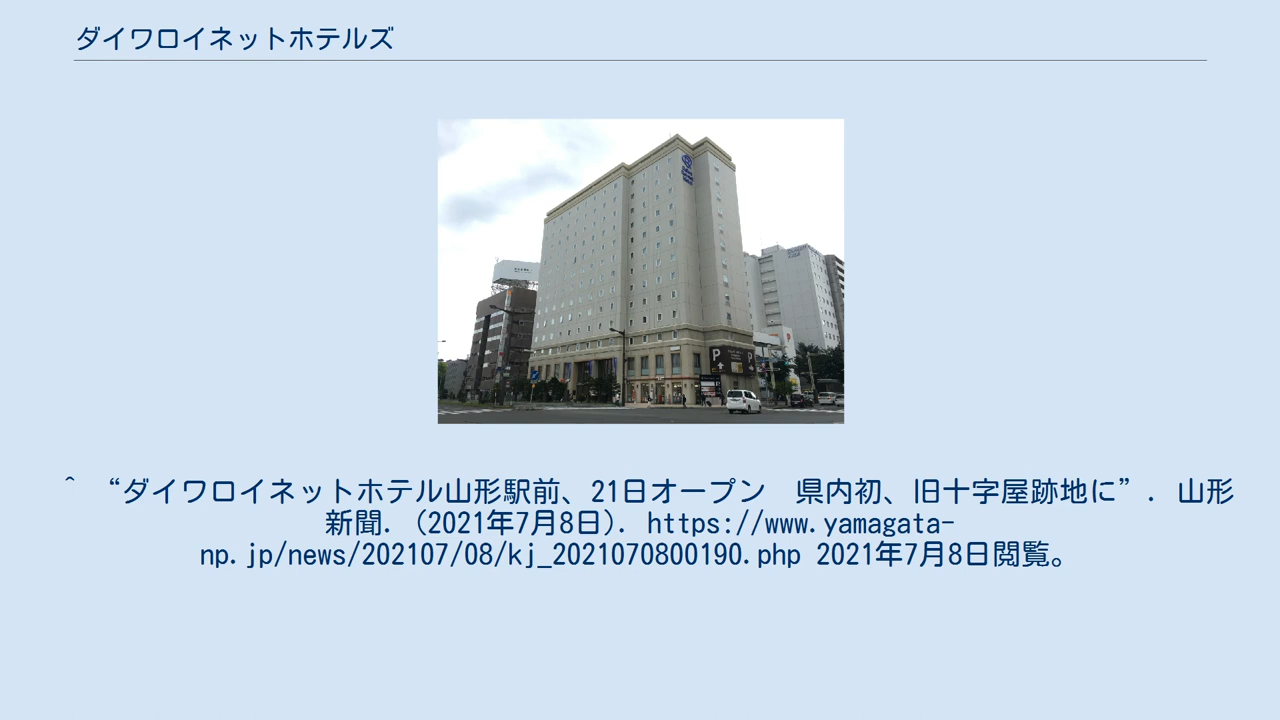 ダイワロイネットホテルズ
P
P
^ “ダイワロイネットホテル山形駅前、21日オープン　県内初、旧十字屋跡地に”. 山形
新聞. (2021年7月8日). https://www.yamagata-
np.jp/news/202107/08/kj_2021070800190.php 2021年7月8日閲覧。